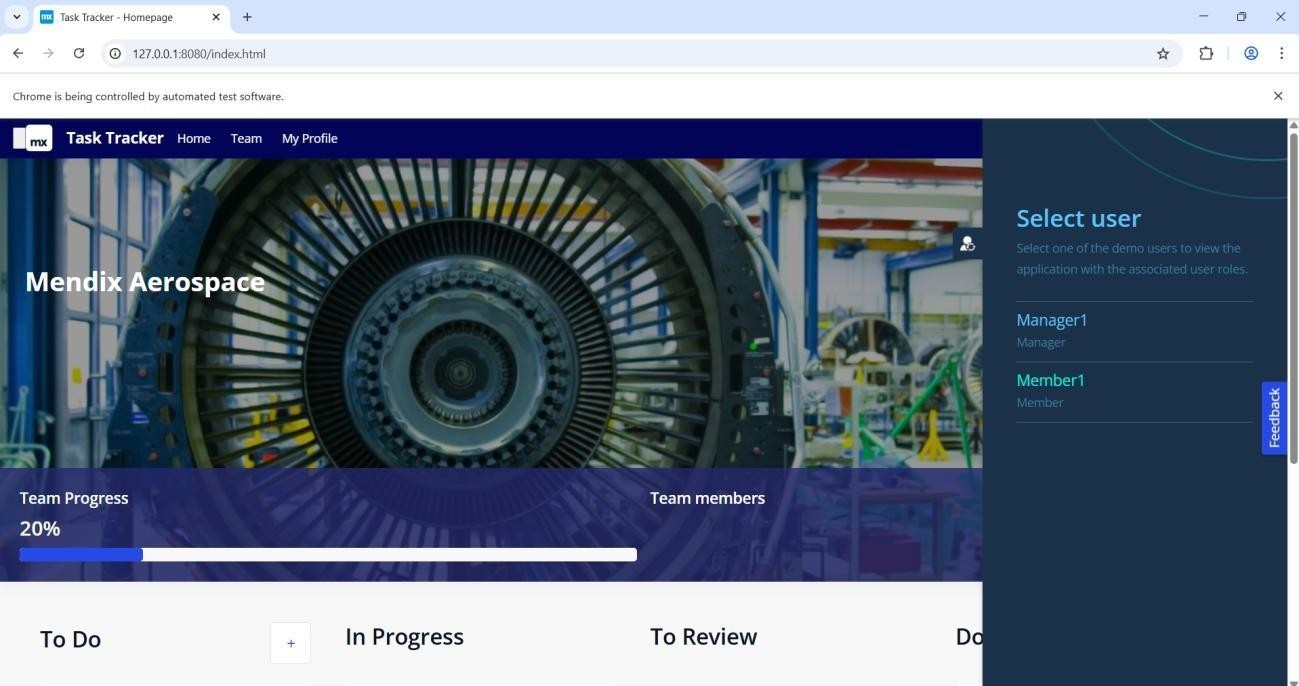 mx Task Tracker - Homepage
127.0.0.1:8080/index.html
Chrome is being controlled by automated test software.
mx Task Tracker Home Team My Profile
Mendix Aerospace
Team Progress
20%
Team members
To Do
+
In Progress
To Review
Do
Select user
Select one of the demo users to view the
application with the associated user roles.
Manager1
Manager
Member1
Member
Feedback